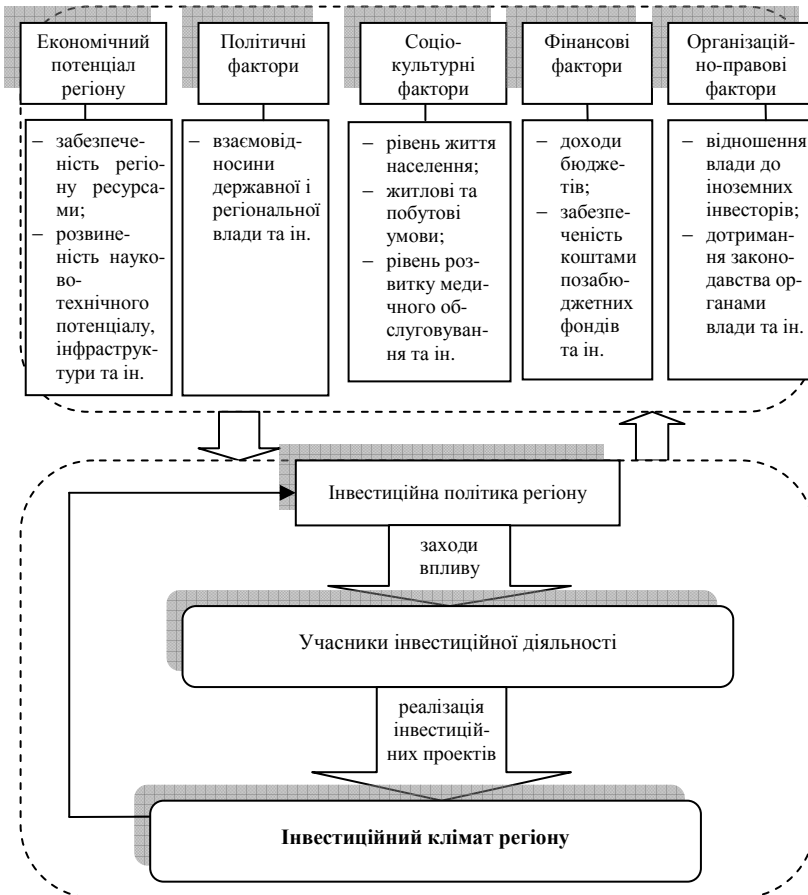 Економічний
потенціал
регіону
Політичні
фактори
Соціо-
культурні
фактори
Фінансові
фактори
Організацій-
но-правові
фактори
– забезпече-
ність регі-
ону ресурса-
ми;
– розвине-
ність науко-
во-
технічного
потенціалу,
інфраструк-
тури та ін.
– взаємовід-
носини
державної і
регіональної
влади та ін.
– рівень життя
населення;
– житлові та
побутові
умови;
– рівень роз-
витку меди-
чного об-
слуговуван-
ня та ін.
– доходи
бюдже-
тів;
– забезпе-
ченість
коштами
позабю-
джетних
фондів
та ін.
– відношення
влади до
іноземних
інвесторів;
– дотриман-
ня законо-
давства ор-
ганами
влади та ін.
Інвестиційна політика регіону
заходи
впливу
Учасники інвестиційної діяльності
реалізація
інвестицій-
них проектів
Інвестиційний клімат регіону